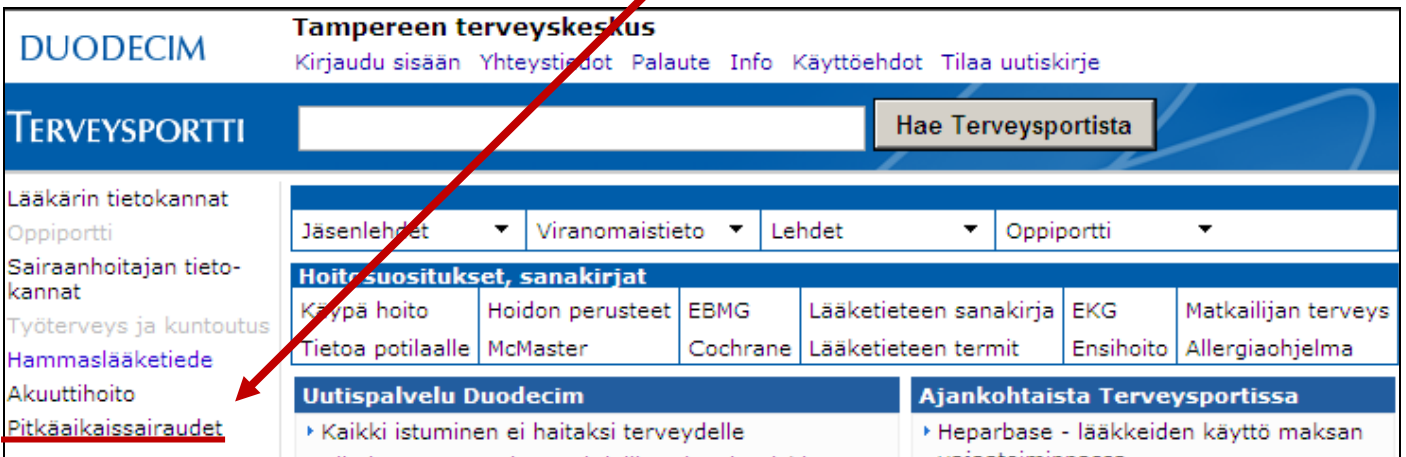 DUODECIM
Tampereen terveyskeskus
Kirjaudu sisään Yhteystiedot Palaute Info Käyttöehdot Tilaa uutiskirje
TERVEYSPORTTI
Hae Terveysportista
Lääkärin tietokannat
Oppiportti
Sairaanhoitajan tieto-
kannat
Työterveys ja kuntoutus
Hammaslääketiede
Akuuttihoito
Pitkäaikaissairaudet
Jäsenlehdet Viranomaistieto Lehdet Oppiportti
Hoitosuositukset, sanakirjat
Käypä hoito Hoidon perusteet EBMG Lääketieteen sanakirja EKG Matkailijan terveys
Tietoa potilaalle McMaster Cochrane Lääketieteen termit Ensihoito Allergiaohjelma
Uutispalvelu Duodecim
Kaikki istuminen ei haitaksi terveydelle
Ajankohtaista Terveysportissa
Heparbase - lääkkeiden käyttö maksan